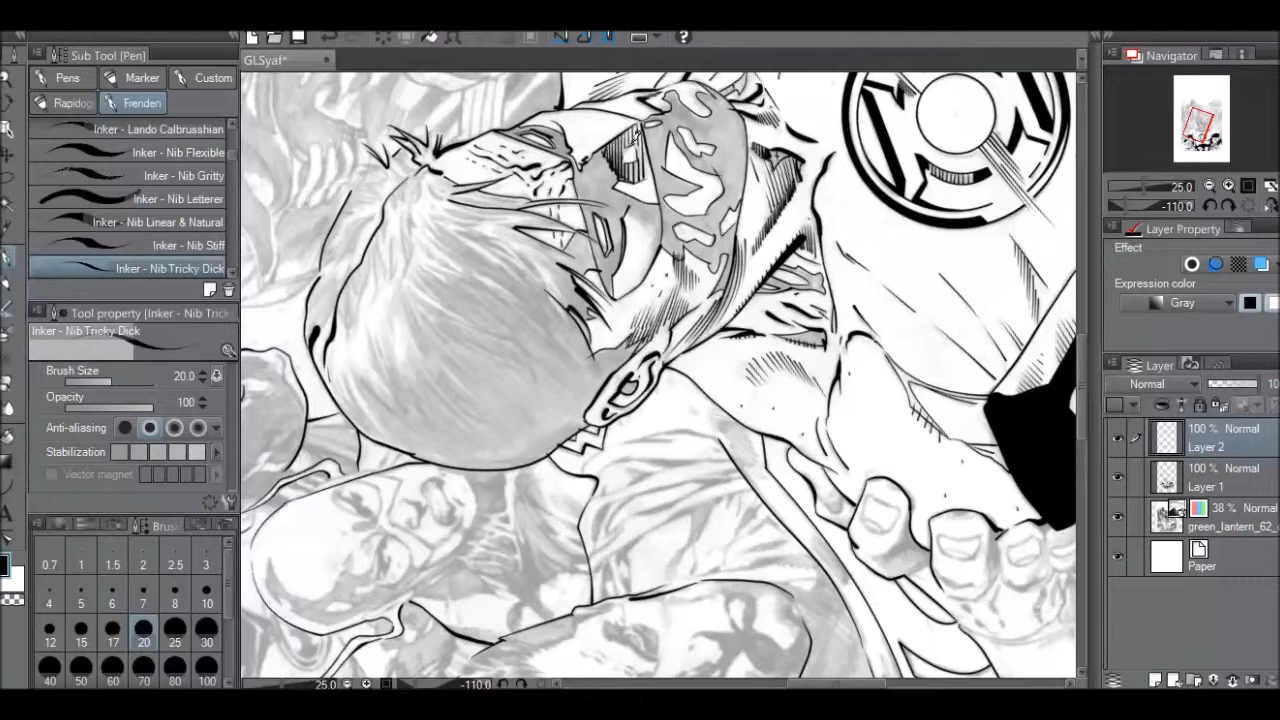 Sub Tool [Pen]
Pens
Marker
Custom
Rapidog
Frenden
Inker - Lando Calbrusshian
Inker - Nib Flexible
Inker - Nib Gritty
Inker - Nib Letterer
Inker - Nib Linear & Natural
Inker - Nib Stiff
Inker - Nib Tricky Dick
Tool property [Inker - Nib Trick
Inker - Nib Tricky Dick
Brush Size
20.0
Opacity
100
Anti-aliasing
Stabilization
Vector magnet
Brus
0.7 1 1.5 2 2.5 3
4 5 6 7 8 10
12 15 17 20 25 30
40 50 60 70 80 100
GLSyaf*
25.0
-110.0
Navigator
25.0
-110.0
Layer Property
Effect
Expression color
Gray
Layer
Normal
100 % Normal
Layer 2
100 % Normal
Layer 1
38 % Normal
green_lantern_62_
Paper